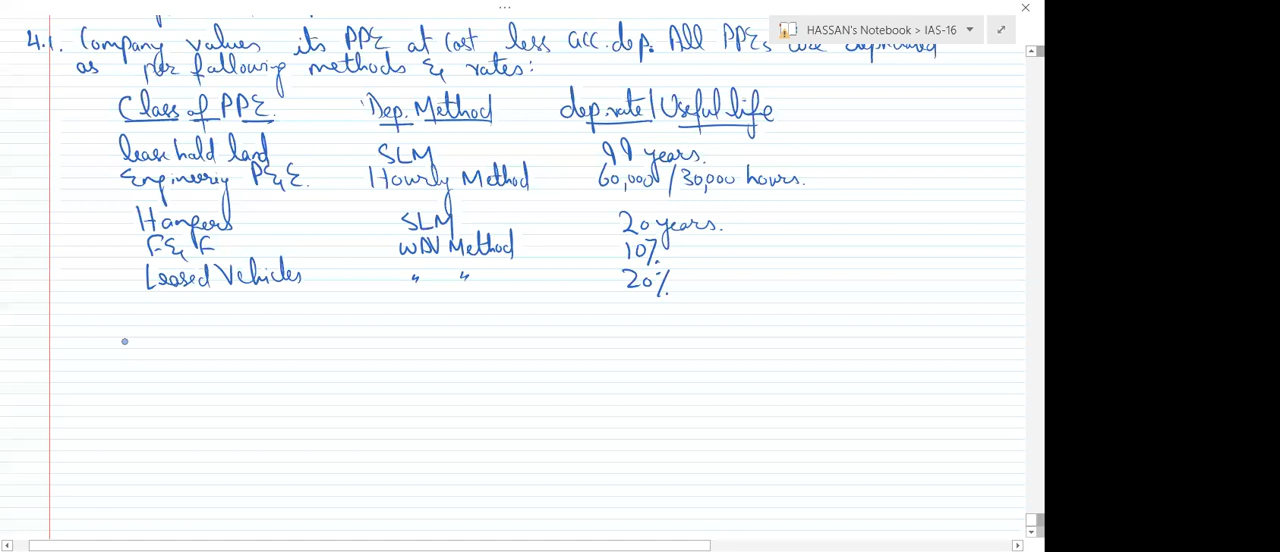 HASSAN's Notebook > IAS-16
4.1. Company values its PPE at cost less acc. dep. All PPEs are
as per following methods & rates:
Class of PPE. Dep. Method dep. rate / Useful life
lease hold land SLM 99 years.
Engineering P&E. Hourly Method 60,000 / 30,000 hours.
Hangers SLM 20 years.
F & F WDV Method 10%
Leased Vehicles " " 20%